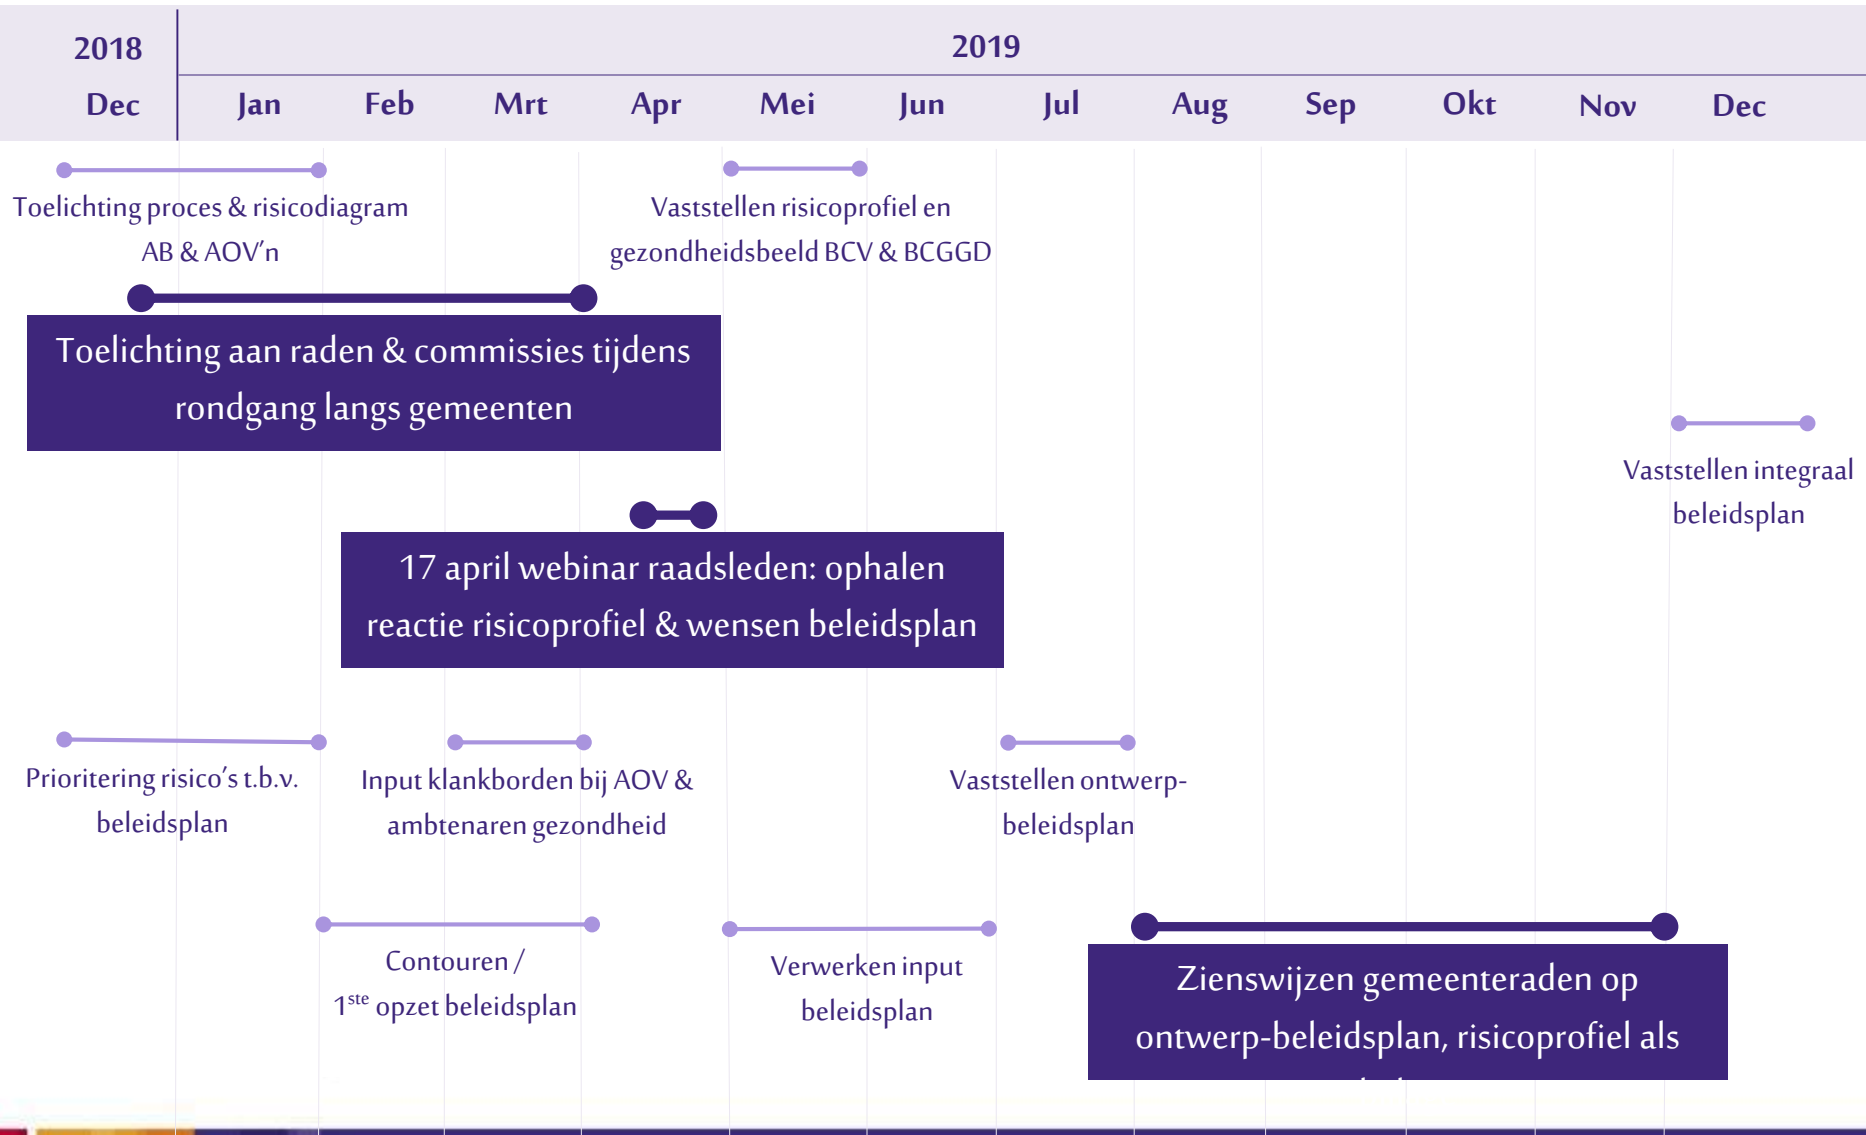 2018
2019
Dec
Jan
Feb
Mrt
Apr
Mei
Jun
Jul
Aug
Sep
Okt
Nov
Dec
Toelichting proces & risicodiagram
AB & AOV’n
Vaststellen risicoprofiel en
gezondheidsbeeld BCV & BCGGD
Toelichting aan raden & commissies tijdens
rondgang langs gemeenten
Vaststellen integraal
beleidsplan
17 april webinar raadsleden: ophalen
reactie risicoprofiel & wensen beleidsplan
Prioritering risico’s t.b.v.
beleidsplan
Input klankborden bij AOV &
ambtenaren gezondheid
Vaststellen ontwerp-
beleidsplan
Contouren /
1ste opzet beleidsplan
Verwerken input
beleidsplan
Zienswijzen gemeenteraden op
ontwerp-beleidsplan, risicoprofiel als